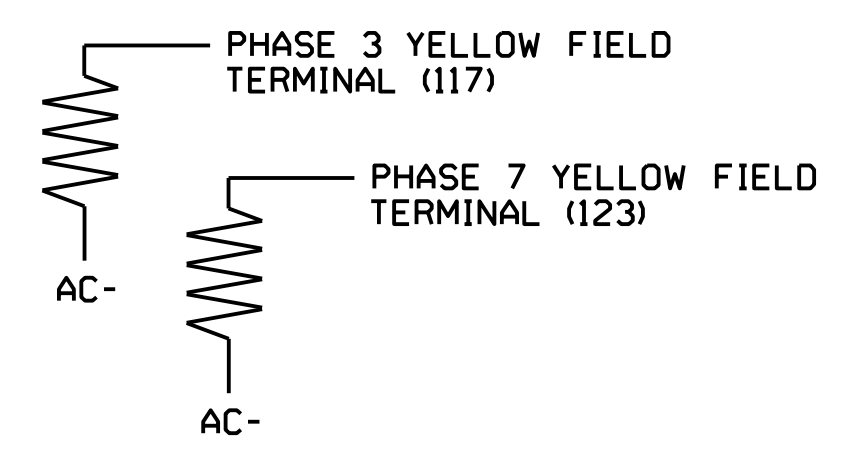 PHASE 3 YELLOW FIELD
TERMINAL (117)
PHASE 7 YELLOW FIELD
TERMINAL (123)
AC-
AC-